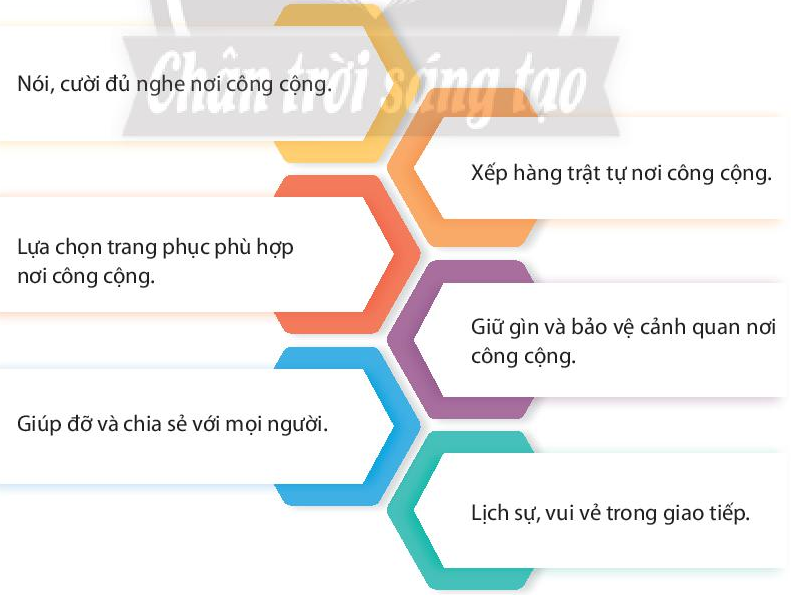 Chân trời sáng tạo
Nói, cười đủ nghe nơi công cộng.
Xếp hàng trật tự nơi công cộng.
Lựa chọn trang phục phù hợp
nơi công cộng.
Giữ gìn và bảo vệ cảnh quan nơi
công cộng.
Giúp đỡ và chia sẻ với mọi người.
Lịch sự, vui vẻ trong giao tiếp.